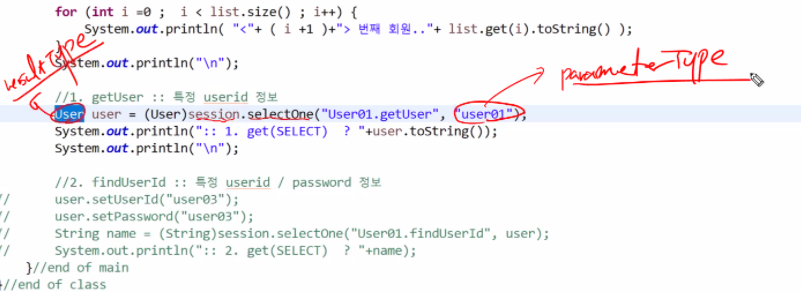 for (int i =0 ;  i < list.size() ; i++) {
System.out.println( "<"+ ( i +1 )+"> 번째 회원.."+ list.get(i).toString() );
}
System.out.println("\n");
resultType
parameterType
//1. getUser :: 특정 userid 정보
User user = (User)session.selectOne("User01.getUser", "user01");
System.out.println(":: 1. get(SELECT)  ? "+user.toString());
System.out.println("\n");
//2. findUserId :: 특정 userid / password 정보
//      user.setUserId("user03");
//      user.setPassword("user03");
//      String name = (String)session.selectOne("User01.findUserId", user);
//      System.out.println(":: 2. get(SELECT)  ? "+name);
}//end of main
}//end of class